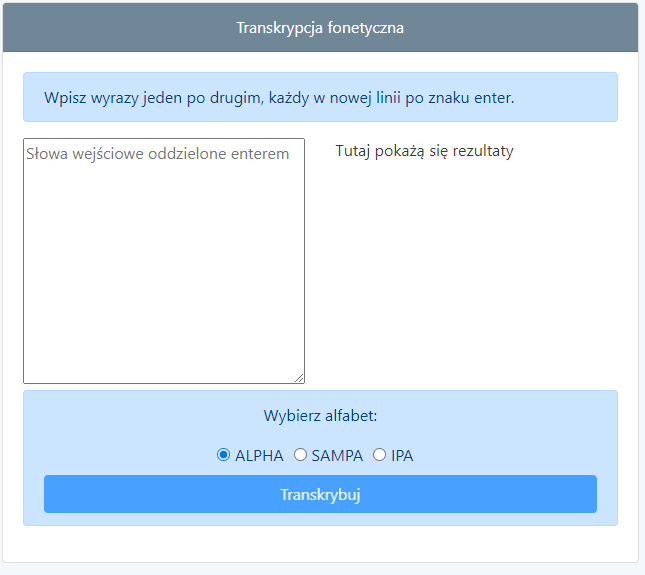 Transkrypcja fonetyczna
Wpisz wyrazy jeden po drugim, każdy w nowej linii po znaku enter.
Słowa wejściowe oddzielone enterem
Tutaj pokażą się rezultaty
Wybierz alfabet:
ALPHA SAMPA IPA
Transkrybuj